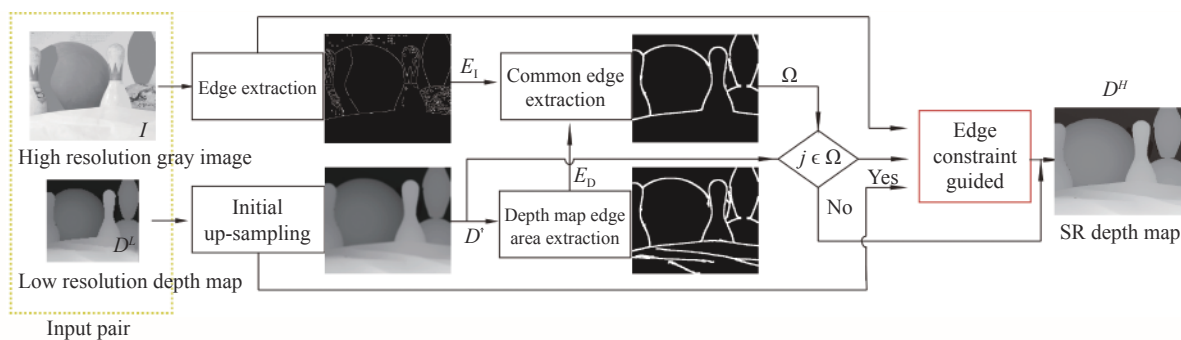 I
High resolution gray image
D^L
Low resolution depth map
Input pair
Edge extraction
E_I
Common edge
extraction
Ω
Initial
up-sampling
D'
E_D
Depth map edge
area extraction
j ϵ Ω
Yes
No
Edge
constraint
guided
D^H
SR depth map